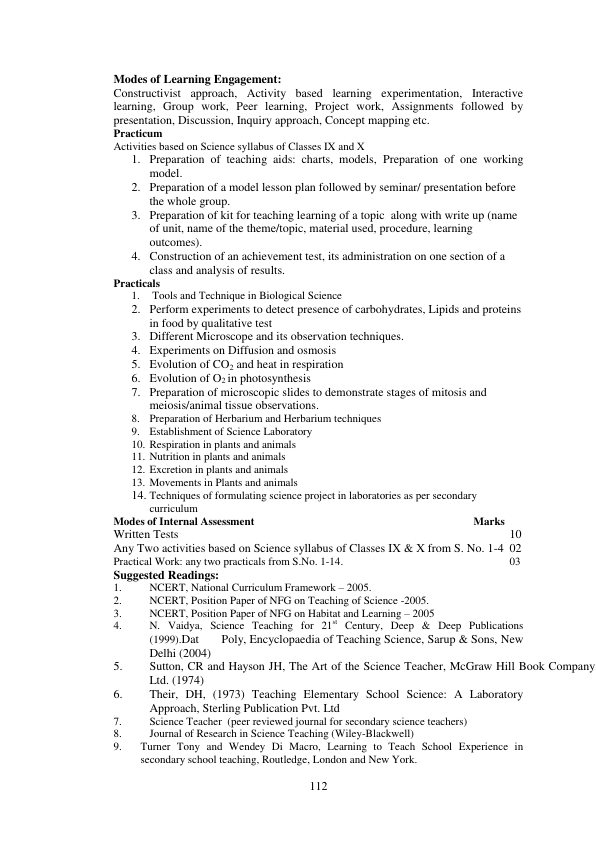 Modes of Learning Engagement:
Constructivist approach, Activity based learning experimentation, Interactive
learning, Group work, Peer learning, Project work, Assignments followed by
presentation, Discussion, Inquiry approach, Concept mapping etc.
Practicum
Activities based on Science syllabus of Classes IX and X
1. Preparation of teaching aids: charts, models, Preparation of one working
model.
2. Preparation of a model lesson plan followed by seminar/ presentation before
the whole group.
3. Preparation of kit for teaching learning of a topic along with write up (name
of unit, name of the theme/topic, material used, procedure, learning
outcomes).
4. Construction of an achievement test, its administration on one section of a
class and analysis of results.
Practicals
1. Tools and Technique in Biological Science
2. Perform experiments to detect presence of carbohydrates, Lipids and proteins
in food by qualitative test
3. Different Microscope and its observation techniques.
4. Experiments on Diffusion and osmosis
5. Evolution of CO2 and heat in respiration
6. Evolution of O2 in photosynthesis
7. Preparation of microscopic slides to demonstrate stages of mitosis and
meiosis/animal tissue observations.
8. Preparation of Herbarium and Herbarium techniques
9. Establishment of Science Laboratory
10. Respiration in plants and animals
11. Nutrition in plants and animals
12. Excretion in plants and animals
13. Movements in Plants and animals
14. Techniques of formulating science project in laboratories as per secondary
curriculum
Modes of Internal Assessment Marks
Written Tests 10
Any Two activities based on Science syllabus of Classes IX & X from S. No. 1-4 02
Practical Work: any two practicals from S.No. 1-14. 03
Suggested Readings:
1. NCERT, National Curriculum Framework – 2005.
2. NCERT, Position Paper of NFG on Teaching of Science -2005.
3. NCERT, Position Paper of NFG on Habitat and Learning – 2005
4. N. Vaidya, Science Teaching for 21st Century, Deep & Deep Publications
(1999).Dat Poly, Encyclopaedia of Teaching Science, Sarup & Sons, New
Delhi (2004)
5. Sutton, CR and Hayson JH, The Art of the Science Teacher, McGraw Hill Book Company
Ltd. (1974)
6. Their, DH, (1973) Teaching Elementary School Science: A Laboratory
Approach, Sterling Publication Pvt. Ltd
7. Science Teacher (peer reviewed journal for secondary science teachers)
8. Journal of Research in Science Teaching (Wiley-Blackwell)
9. Turner Tony and Wendey Di Macro, Learning to Teach School Experience in
secondary school teaching, Routledge, London and New York.
112